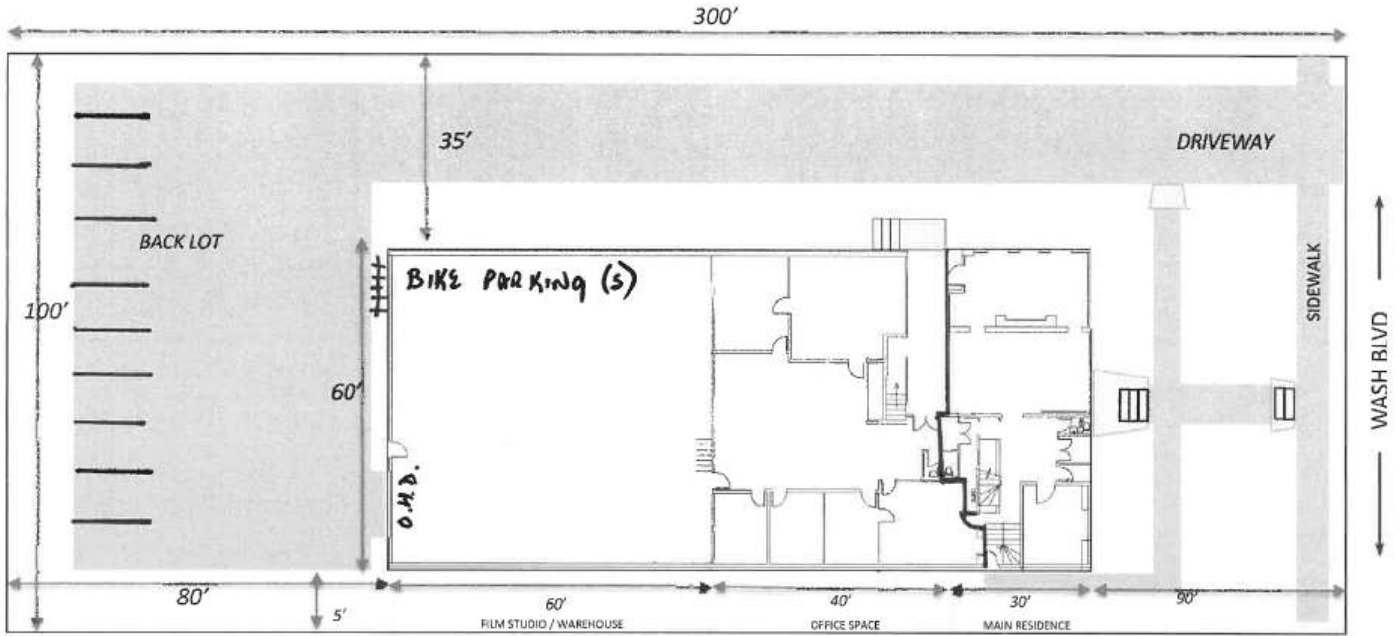 300'
35'
DRIVEWAY
BACK LOT
BIKE PARKING (5)
SIDEWALK
WASH BLVD
100'
60'
O.H.D.
80'
5'
60'
40'
30'
90'
FILM STUDIO / WAREHOUSE
OFFICE SPACE
MAIN RESIDENCE